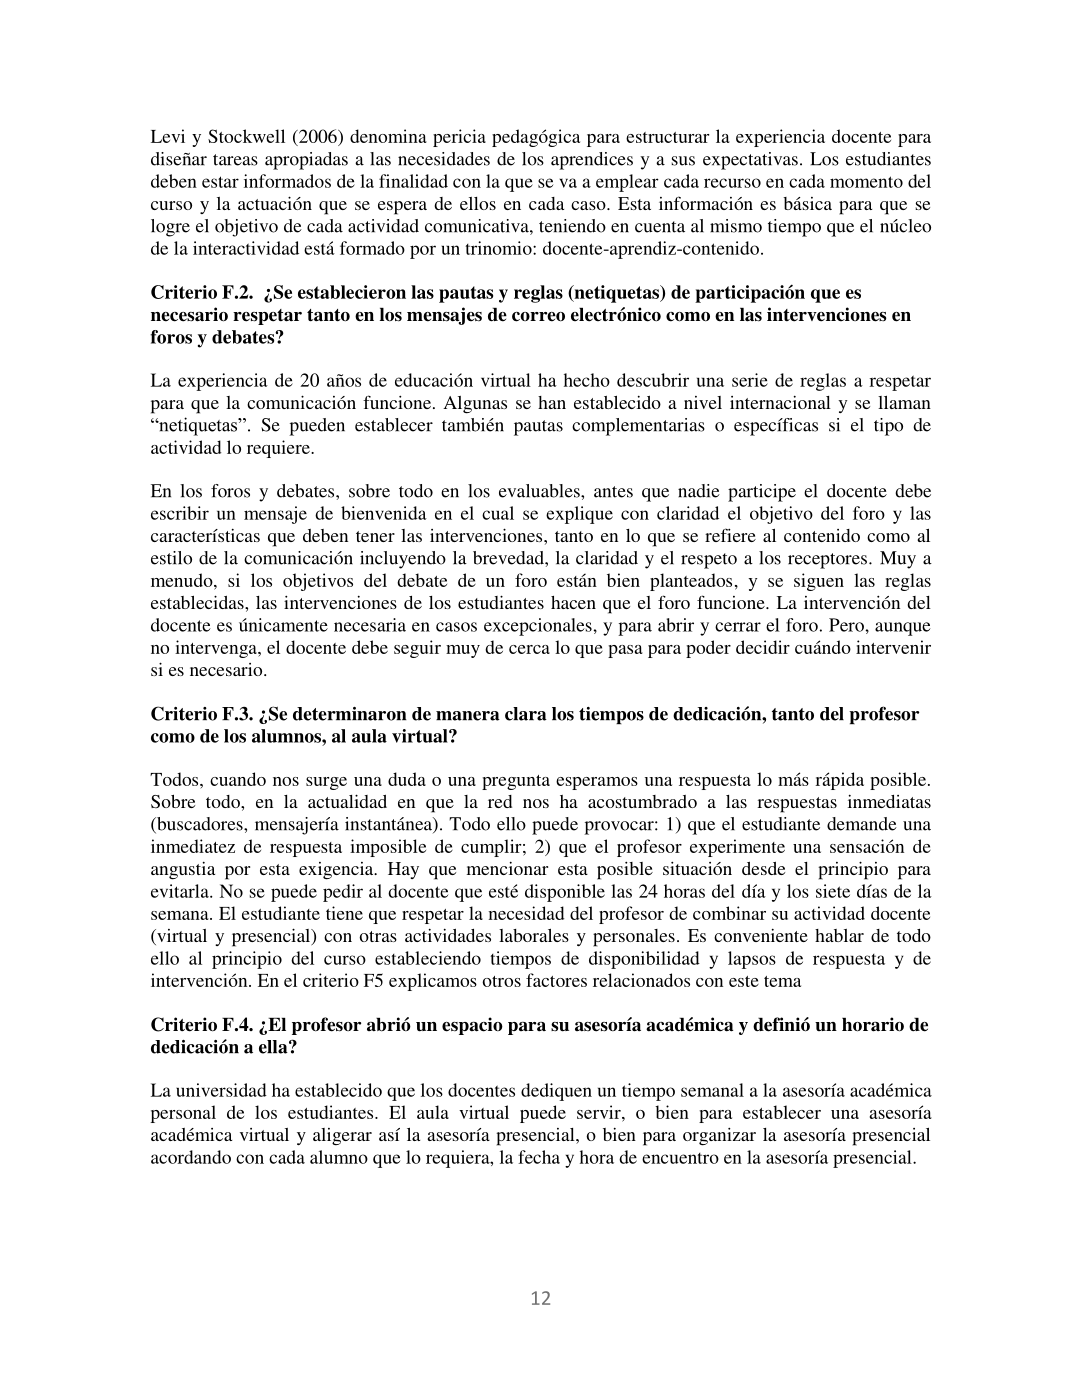 Levi y Stockwell (2006) denomina pericia pedagógica para estructurar la experiencia docente para
diseñar tareas apropiadas a las necesidades de los aprendices y a sus expectativas. Los estudiantes
deben estar informados de la finalidad con la que se va a emplear cada recurso en cada momento del
curso y la actuación que se espera de ellos en cada caso. Esta información es básica para que se
logre el objetivo de cada actividad comunicativa, teniendo en cuenta al mismo tiempo que el núcleo
de la interactividad está formado por un trinomio: docente-aprendiz-contenido.
Criterio F.2.  ¿Se establecieron las pautas y reglas (netiquetas) de participación que es
necesario respetar tanto en los mensajes de correo electrónico como en las intervenciones en
foros y debates?
La experiencia de 20 años de educación virtual ha hecho descubrir una serie de reglas a respetar
para que la comunicación funcione. Algunas se han establecido a nivel internacional y se llaman
“netiquetas”. Se pueden establecer también pautas complementarias o específicas si el tipo de
actividad lo requiere.
En los foros y debates, sobre todo en los evaluables, antes que nadie participe el docente debe
escribir un mensaje de bienvenida en el cual se explique con claridad el objetivo del foro y las
características que deben tener las intervenciones, tanto en lo que se refiere al contenido como al
estilo de la comunicación incluyendo la brevedad, la claridad y el respeto a los receptores. Muy a
menudo, si los objetivos del debate de un foro están bien planteados, y se siguen las reglas
establecidas, las intervenciones de los estudiantes hacen que el foro funcione. La intervención del
docente es únicamente necesaria en casos excepcionales, y para abrir y cerrar el foro. Pero, aunque
no intervenga, el docente debe seguir muy de cerca lo que pasa para poder decidir cuándo intervenir
si es necesario.
Criterio F.3. ¿Se determinaron de manera clara los tiempos de dedicación, tanto del profesor
como de los alumnos, al aula virtual?
Todos, cuando nos surge una duda o una pregunta esperamos una respuesta lo más rápida posible.
Sobre todo, en la actualidad en que la red nos ha acostumbrado a las respuestas inmediatas
(buscadores, mensajería instantánea). Todo ello puede provocar: 1) que el estudiante demande una
inmediatez de respuesta imposible de cumplir; 2) que el profesor experimente una sensación de
angustia por esta exigencia. Hay que mencionar esta posible situación desde el principio para
evitarla. No se puede pedir al docente que esté disponible las 24 horas del día y los siete días de la
semana. El estudiante tiene que respetar la necesidad del profesor de combinar su actividad docente
(virtual y presencial) con otras actividades laborales y personales. Es conveniente hablar de todo
ello al principio del curso estableciendo tiempos de disponibilidad y lapsos de respuesta y de
intervención. En el criterio F5 explicamos otros factores relacionados con este tema
Criterio F.4. ¿El profesor abrió un espacio para su asesoría académica y definió un horario de
dedicación a ella?
La universidad ha establecido que los docentes dediquen un tiempo semanal a la asesoría académica
personal de los estudiantes. El aula virtual puede servir, o bien para establecer una asesoría
académica virtual y aligerar así la asesoría presencial, o bien para organizar la asesoría presencial
acordando con cada alumno que lo requiera, la fecha y hora de encuentro en la asesoría presencial.
12